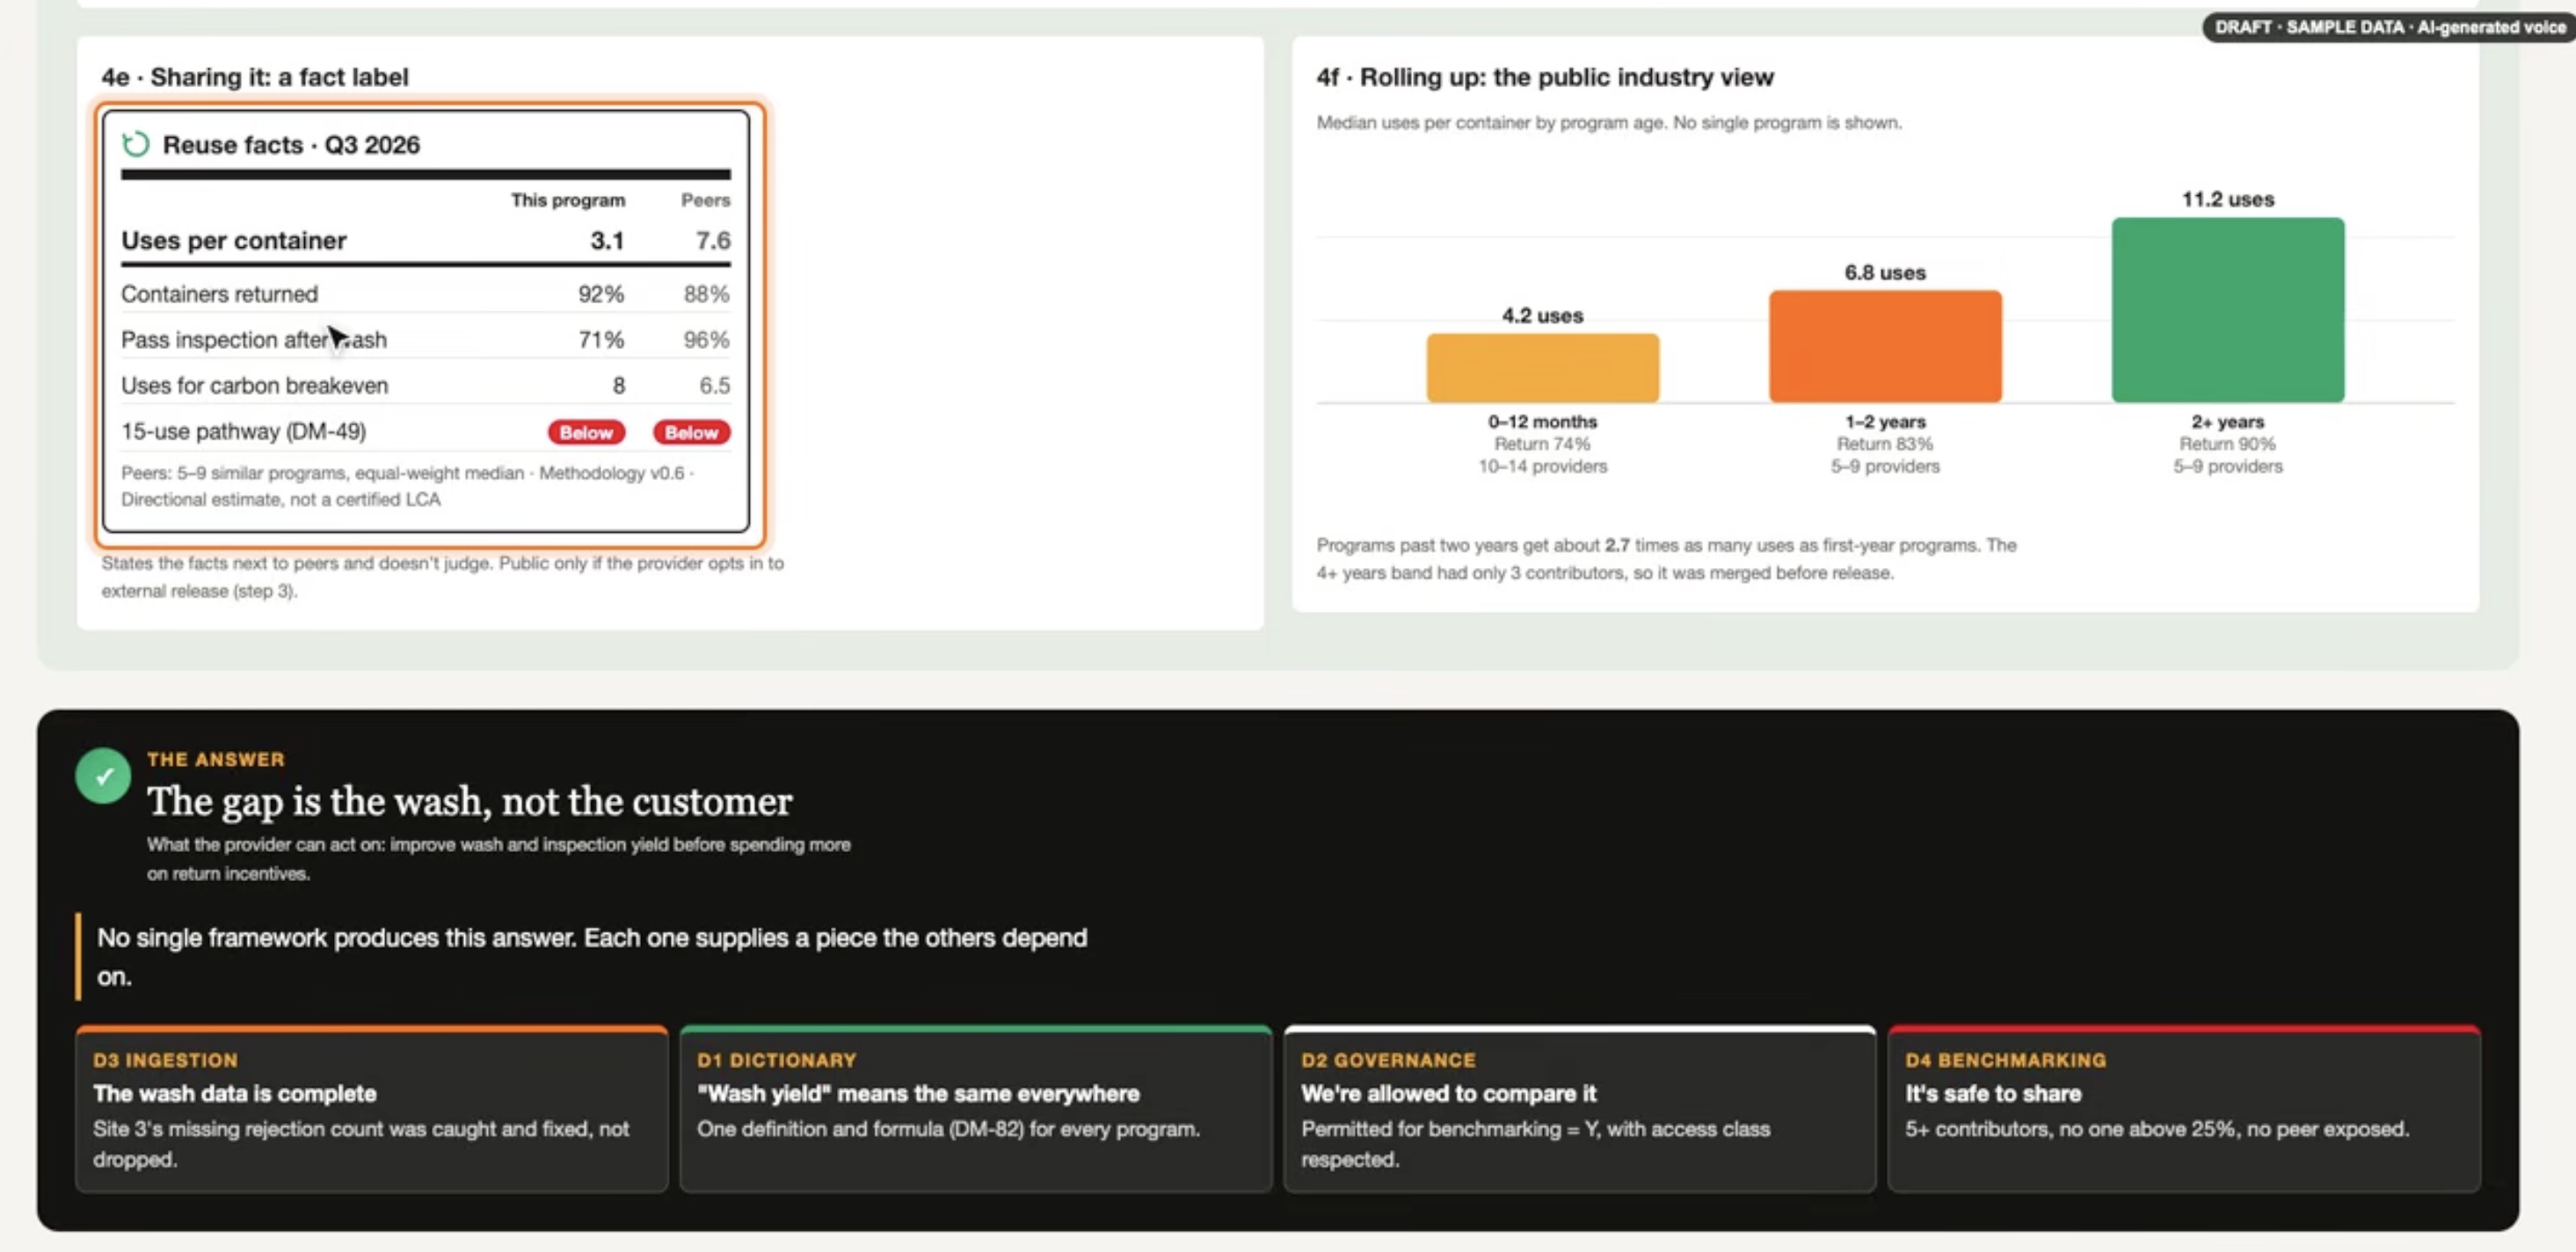 DRAFT · SAMPLE DATA · AI-generated voice
4e · Sharing it: a fact label
Reuse facts · Q3 2026
This program Peers
Uses per container 3.1 7.6
Containers returned 92% 88%
Pass inspection after ash 71% 96%
Uses for carbon breakeven 8 6.5
15-use pathway (DM-49) Below Below
Peers: 5–9 similar programs, equal-weight median · Methodology v0.6 ·
Directional estimate, not a certified LCA
States the facts next to peers and doesn't judge. Public only if the provider opts in to
external release (step 3).
4f · Rolling up: the public industry view
Median uses per container by program age. No single program is shown.
4.2 uses
6.8 uses
11.2 uses
0–12 months
Return 74%
10–14 providers
1–2 years
Return 83%
5–9 providers
2+ years
Return 90%
5–9 providers
Programs past two years get about 2.7 times as many uses as first-year programs. The
4+ years band had only 3 contributors, so it was merged before release.
✓
THE ANSWER
The gap is the wash, not the customer
What the provider can act on: improve wash and inspection yield before spending more
on return incentives.
No single framework produces this answer. Each one supplies a piece the others depend
on.
D3 INGESTION
The wash data is complete
Site 3's missing rejection count was caught and fixed, not
dropped.
D1 DICTIONARY
"Wash yield" means the same everywhere
One definition and formula (DM-82) for every program.
D2 GOVERNANCE
We're allowed to compare it
Permitted for benchmarking = Y, with access class
respected.
D4 BENCHMARKING
It's safe to share
5+ contributors, no one above 25%, no peer exposed.